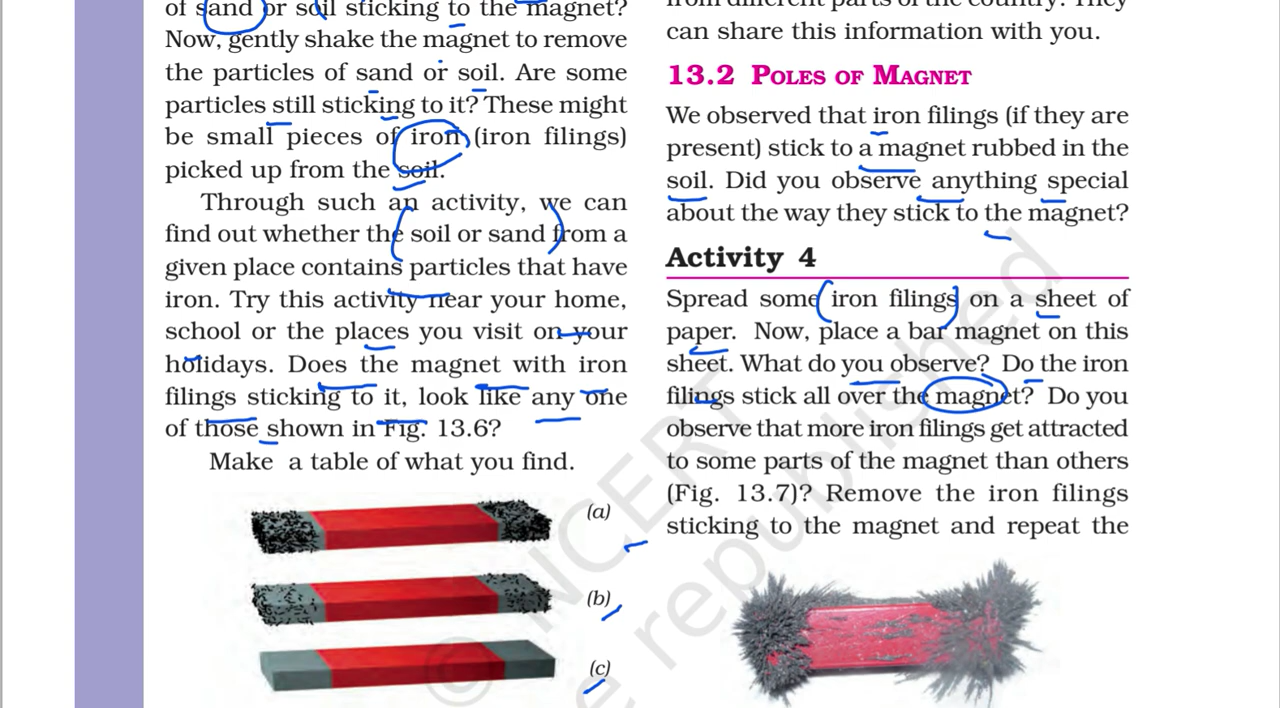 of sand or soil sticking to the magnet?
Now, gently shake the magnet to remove
the particles of sand or soil. Are some
particles still sticking to it? These might
be small pieces of iron (iron filings)
picked up from the soil.
Through such an activity, we can
find out whether the soil or sand from a
given place contains particles that have
iron. Try this activity near your home,
school or the places you visit on your
holidays. Does the magnet with iron
filings sticking to it, look like any one
of those shown in Fig. 13.6?
Make a table of what you find.
(a)
(b)
(c)
from different parts of the country. They
can share this information with you.
13.2 POLES OF MAGNET
We observed that iron filings (if they are
present) stick to a magnet rubbed in the
soil. Did you observe anything special
about the way they stick to the magnet?
Activity 4
Spread some iron filings on a sheet of
paper. Now, place a bar magnet on this
sheet. What do you observe? Do the iron
filings stick all over the magnet? Do you
observe that more iron filings get attracted
to some parts of the magnet than others
(Fig. 13.7)? Remove the iron filings
sticking to the magnet and repeat the
© NCERT
be republished